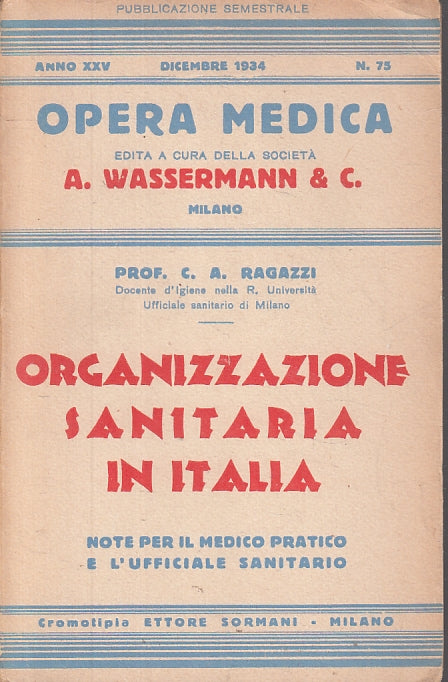 PUBBLICAZIONE SEMESTRALE
ANNO XXV DICEMBRE 1934 N. 75
OPERA MEDICA
EDITA A CURA DELLA SOCIETÀ
A. WASSERMANN & C.
MILANO
PROF. C. A. RAGAZZI
Docente d'Igiene nella R. Università
Ufficiale sanitario di Milano
ORGANIZZAZIONE
SANITARIA
IN ITALIA
NOTE PER IL MEDICO PRATICO
E L'UFFICIALE SANITARIO
Cromotipia ETTORE SORMANI - MILANO